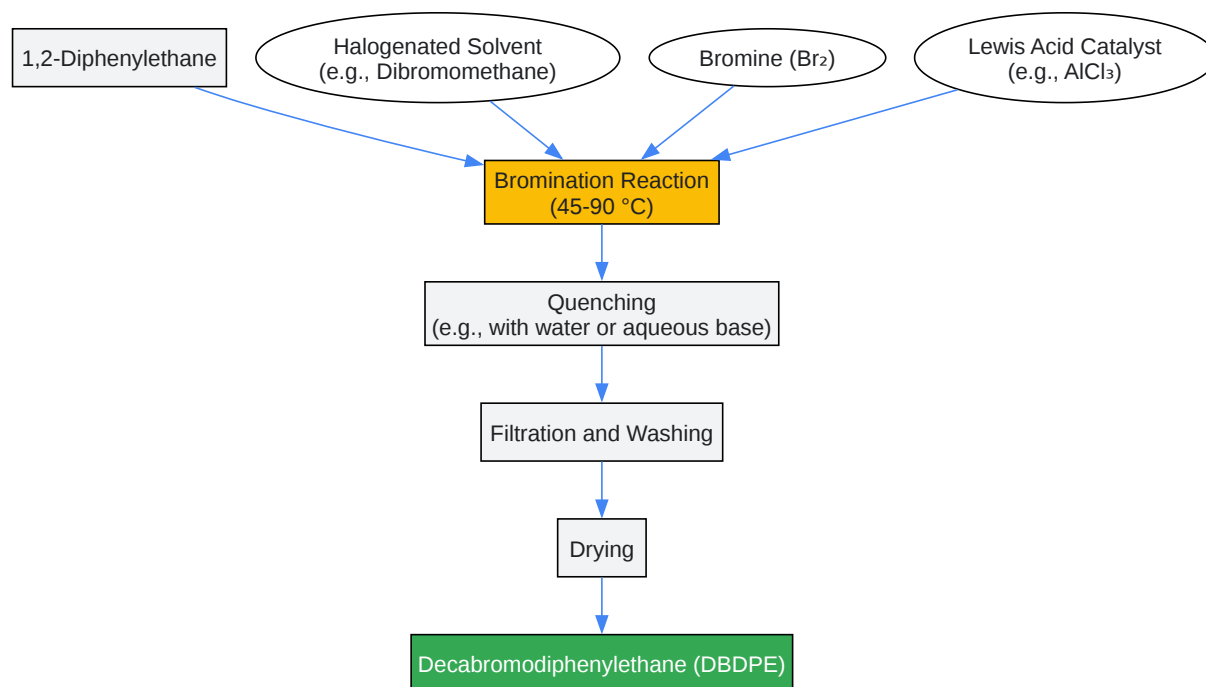 1,2-Diphenylethane
Halogenated Solvent
(e.g., Dibromomethane)
Bromine (Br₂)
Lewis Acid Catalyst
(e.g., AlCl₃)
Bromination Reaction
(45-90 °C)
Quenching
(e.g., with water or aqueous base)
Filtration and Washing
Drying
Decabromodiphenylethane (DBDPE)